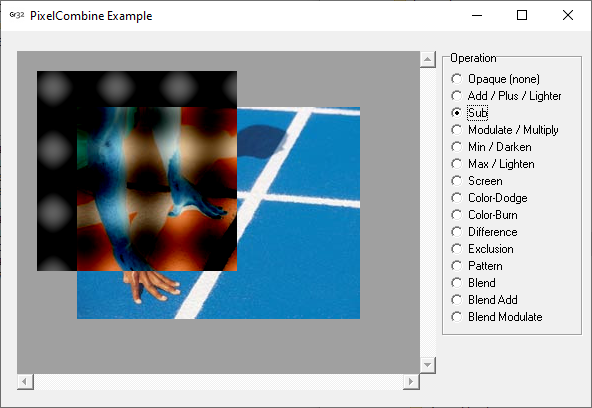 GR32 PixelCombine Example
Operation
Opaque (none)
Add / Plus / Lighter
Sub
Modulate / Multiply
Min / Darken
Max / Lighten
Screen
Color-Dodge
Color-Burn
Difference
Exclusion
Pattern
Blend
Blend Add
Blend Modulate